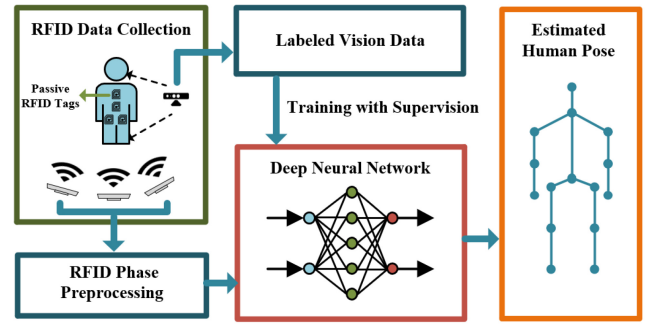 RFID Data Collection
Passive
RFID Tags
Labeled Vision Data
Training with Supervision
Deep Neural Network
RFID Phase
Preprocessing
Estimated
Human Pose